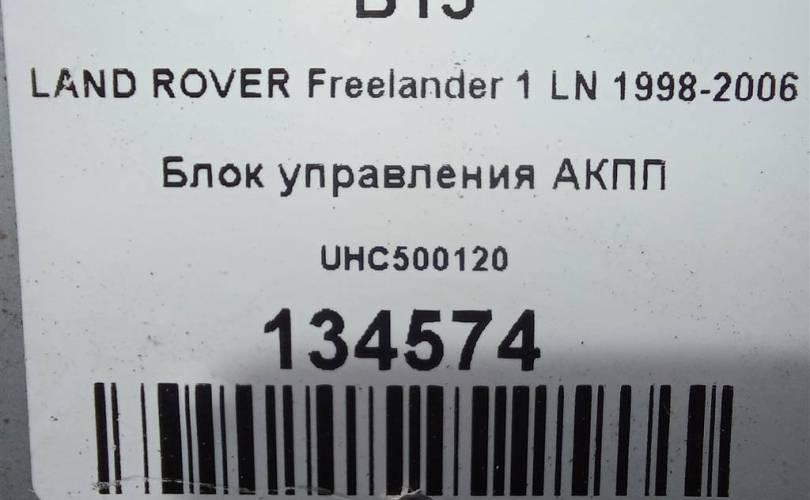 LAND ROVER Freelander 1 LN 1998-2006
Блок управления АКПП
UHC500120
134574